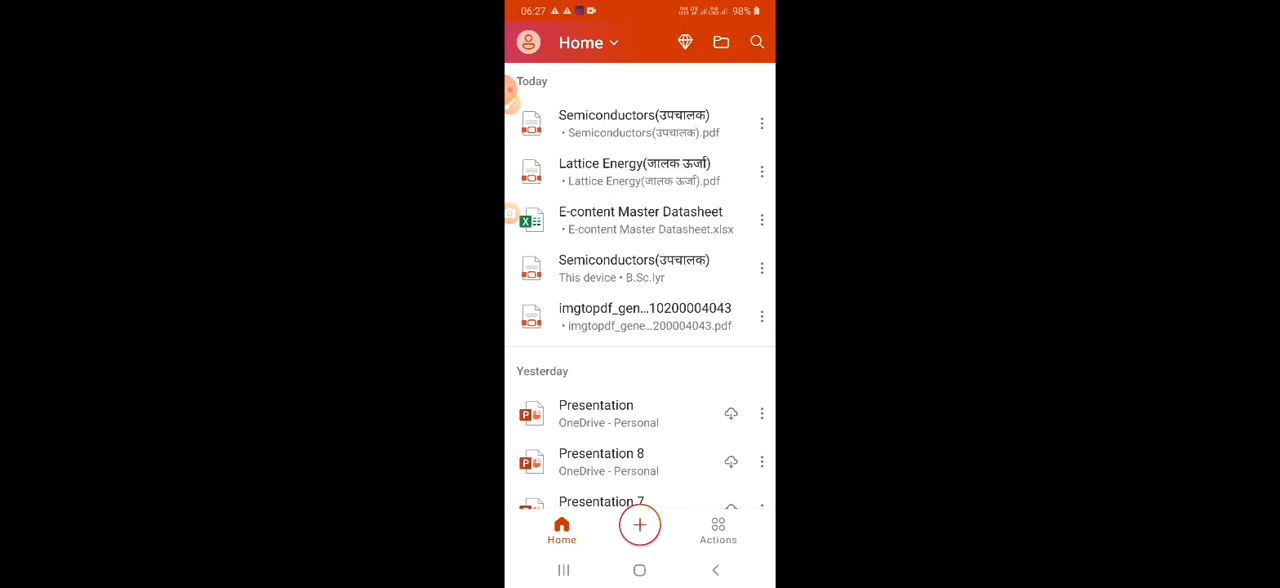 06:27 98%
Home
Today
Semiconductors(उपचालक)
• Semiconductors(उपचालक).pdf
Lattice Energy(जालक ऊर्जा)
• Lattice Energy(जालक ऊर्जा).pdf
E-content Master Datasheet
• E-content Master Datasheet.xlsx
Semiconductors(उपचालक)
This device • B.Sc.Iyr
imgtopdf_gen...10200004043
• imgtopdf_gene...200004043.pdf
Yesterday
Presentation
OneDrive - Personal
Presentation 8
OneDrive - Personal
Presentation 7
Home
Actions